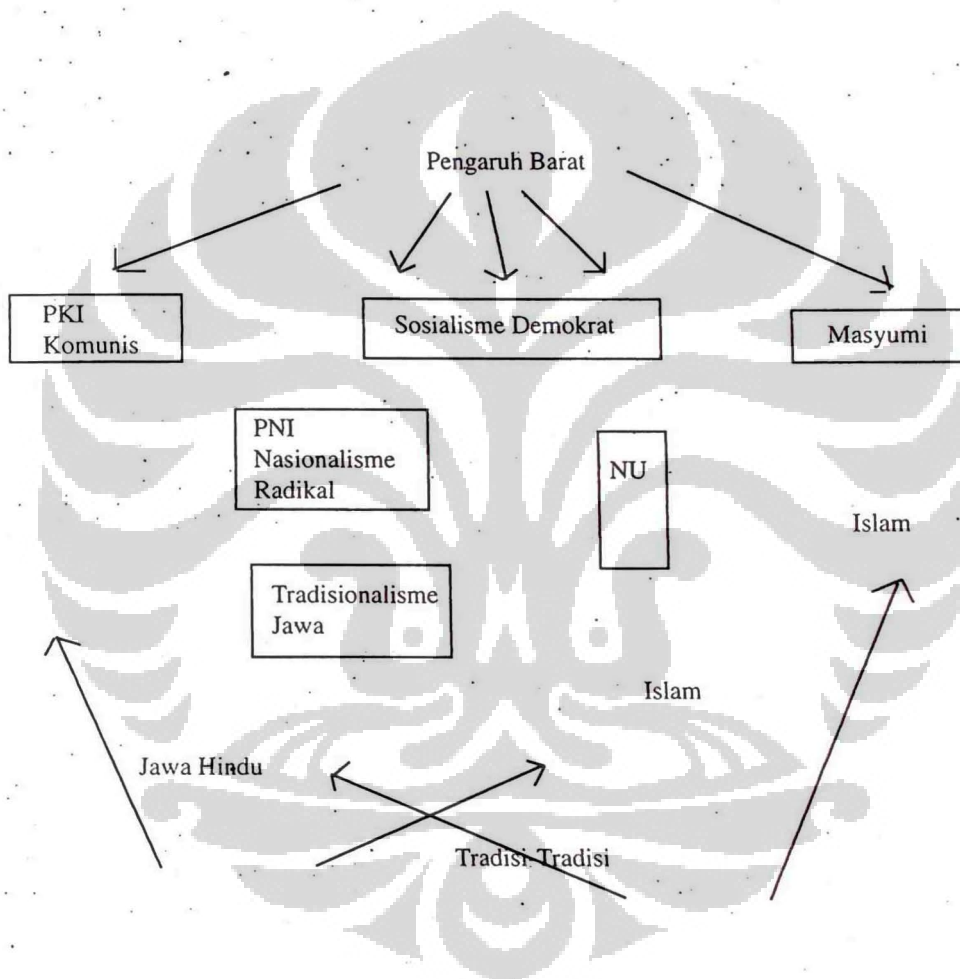 Pengaruh Barat
PKI
Komunis
Sosialisme Demokrat
Masyumi
PNI
Nasionalisme
Radikal
NU
Islam
Tradisionalisme
Jawa
Islam
Jawa Hindu
Tradisi-Tradisi